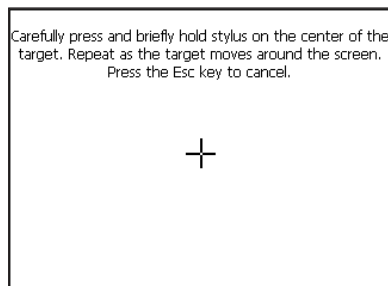 Carefully press and briefly hold stylus on the center of the
target. Repeat as the target moves around the screen.
Press the Esc key to cancel.